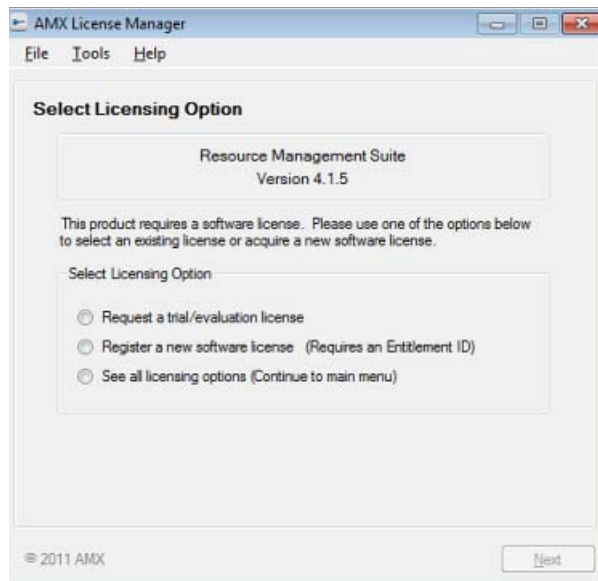 AMX License Manager
File Tools Help
Select Licensing Option
Resource Management Suite
Version 4.1.5
This product requires a software license. Please use one of the options below
to select an existing license or acquire a new software license.
Select Licensing Option
Request a trial/evaluation license
Register a new software license (Requires an Entitlement ID)
See all licensing options (Continue to main menu)
© 2011 AMX
Next